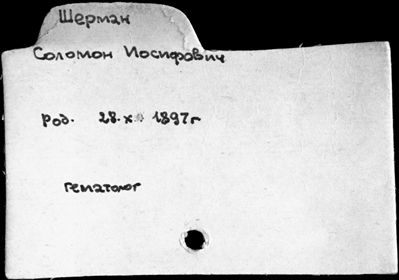 Шерман
Соломон Иосифович
Род. 28.X 1897г
гематолог